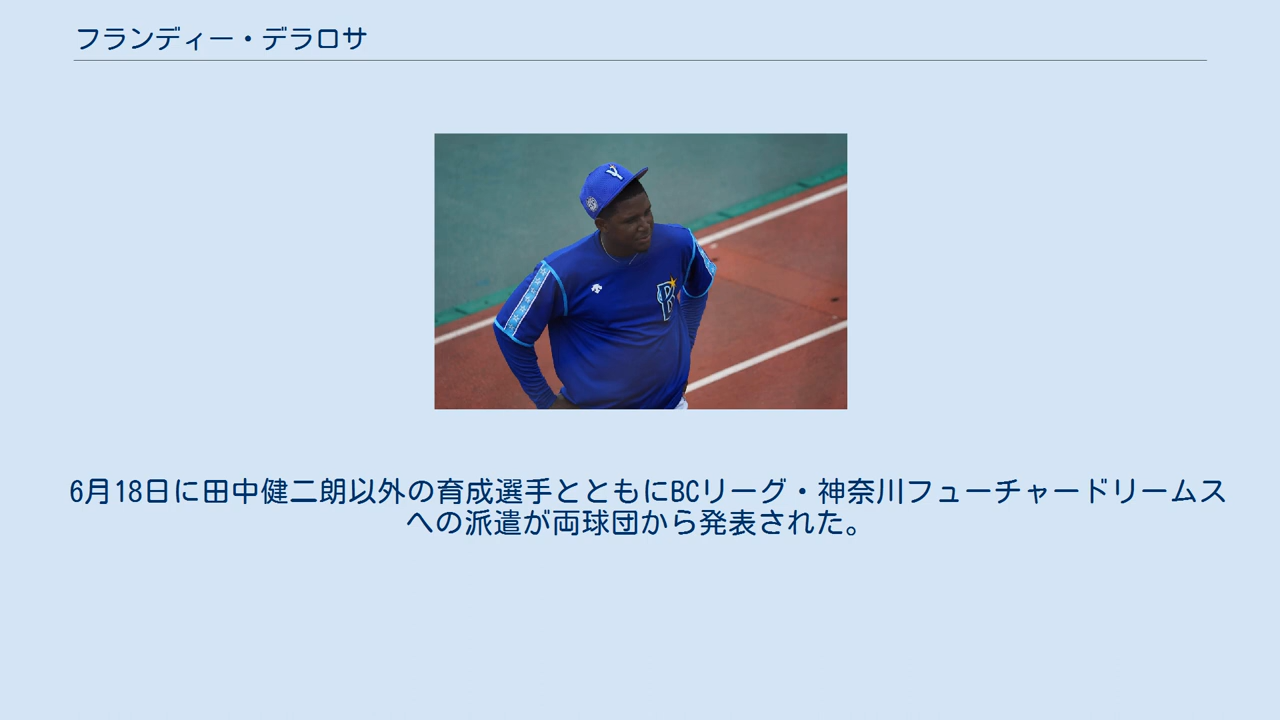 フランディー・デラロサ
Y
B
6月18日に田中健二朗以外の育成選手とともにBCリーグ・神奈川フューチャードリームス
への派遣が両球団から発表された。